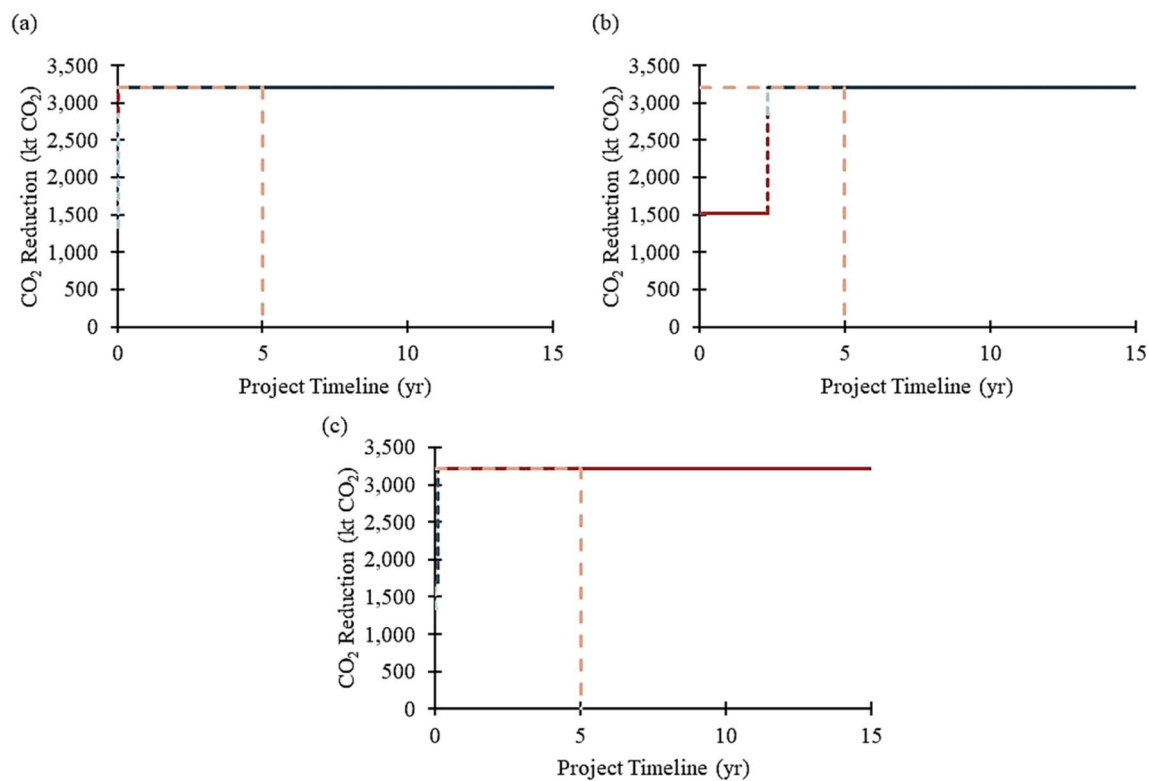 (a)
3,500
3,000
2,500
2,000
1,500
1,000
500
0
CO₂ Reduction (kt CO₂)
0 5 10 15
Project Timeline (yr)
(b)
3,500
3,000
2,500
2,000
1,500
1,000
500
0
CO₂ Reduction (kt CO₂)
0 5 10 15
Project Timeline (yr)
(c)
3,500
3,000
2,500
2,000
1,500
1,000
500
0
CO₂ Reduction (kt CO₂)
0 5 10 15
Project Timeline (yr)